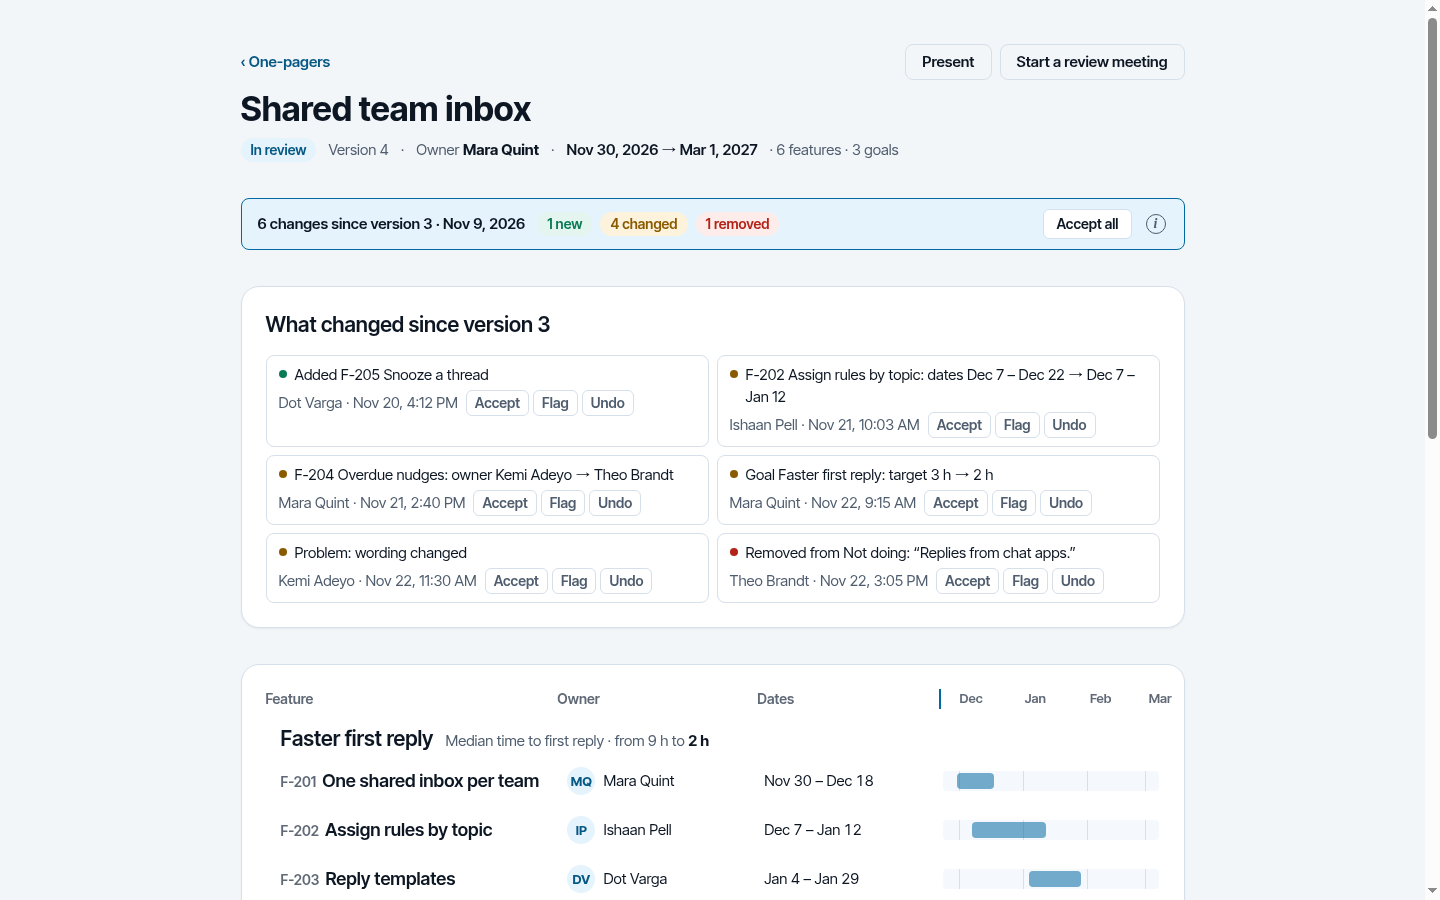 ‹ One-pagers
Present
Start a review meeting
Shared team inbox
In review Version 4 · Owner Mara Quint · Nov 30, 2026 → Mar 1, 2027 · 6 features · 3 goals
6 changes since version 3 · Nov 9, 2026 1 new 4 changed 1 removed Accept all i
What changed since version 3
Added F-205 Snooze a thread
Dot Varga · Nov 20, 4:12 PM Accept Flag Undo
F-202 Assign rules by topic: dates Dec 7 – Dec 22 → Dec 7 –
Jan 12
Ishaan Pell · Nov 21, 10:03 AM Accept Flag Undo
F-204 Overdue nudges: owner Kemi Adeyo → Theo Brandt
Mara Quint · Nov 21, 2:40 PM Accept Flag Undo
Goal Faster first reply: target 3 h → 2 h
Mara Quint · Nov 22, 9:15 AM Accept Flag Undo
Problem: wording changed
Kemi Adeyo · Nov 22, 11:30 AM Accept Flag Undo
Removed from Not doing: “Replies from chat apps.”
Theo Brandt · Nov 22, 3:05 PM Accept Flag Undo
Feature Owner Dates Dec Jan Feb Mar
Faster first reply Median time to first reply · from 9 h to 2 h
F-201 One shared inbox per team MQ Mara Quint Nov 30 – Dec 18
F-202 Assign rules by topic IP Ishaan Pell Dec 7 – Jan 12
F-203 Reply templates DV Dot Varga Jan 4 – Jan 29